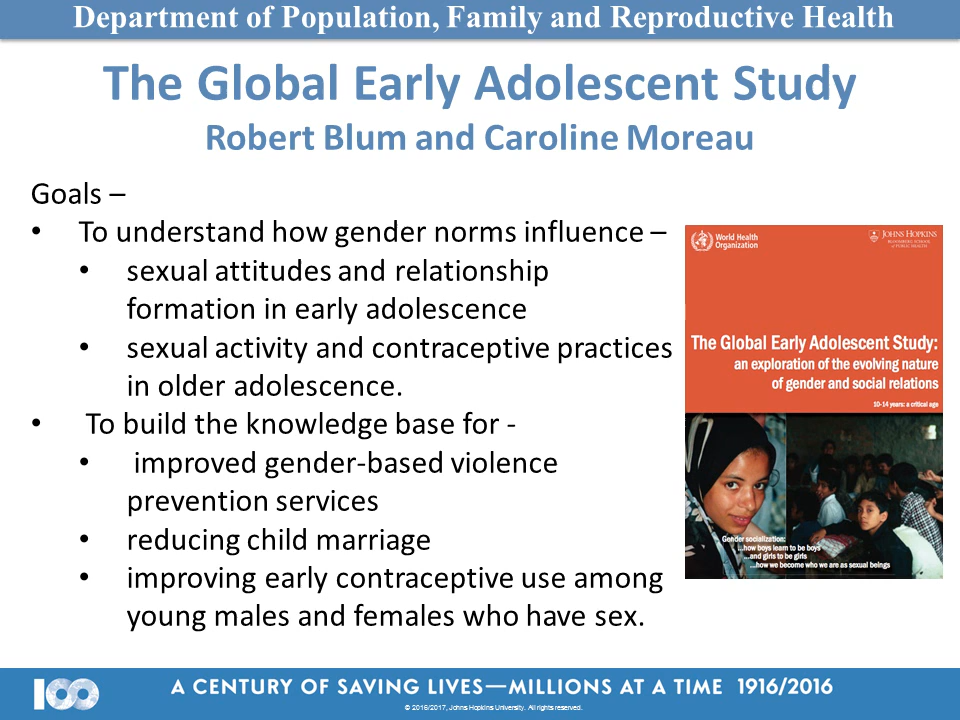 Department of Population, Family and Reproductive Health
The Global Early Adolescent Study
Robert Blum and Caroline Moreau
Goals –
• To understand how gender norms influence –
• sexual attitudes and relationship
formation in early adolescence
• sexual activity and contraceptive practices
in older adolescence.
• To build the knowledge base for -
• improved gender-based violence
prevention services
• reducing child marriage
• improving early contraceptive use among
young males and females who have sex.
World Health
Organization
JOHNS HOPKINS
BLOOMBERG SCHOOL
of PUBLIC HEALTH
The Global Early Adolescent Study:
an exploration of the evolving nature
of gender and social relations
10-14 years: a critical age
Gender socialization:
...how boys learn to be boys
...and girls to be girls
...how we become who we are as sexual beings
100
A CENTURY OF SAVING LIVES—MILLIONS AT A TIME 1916/2016
© 2016/2017, Johns Hopkins University. All rights reserved.